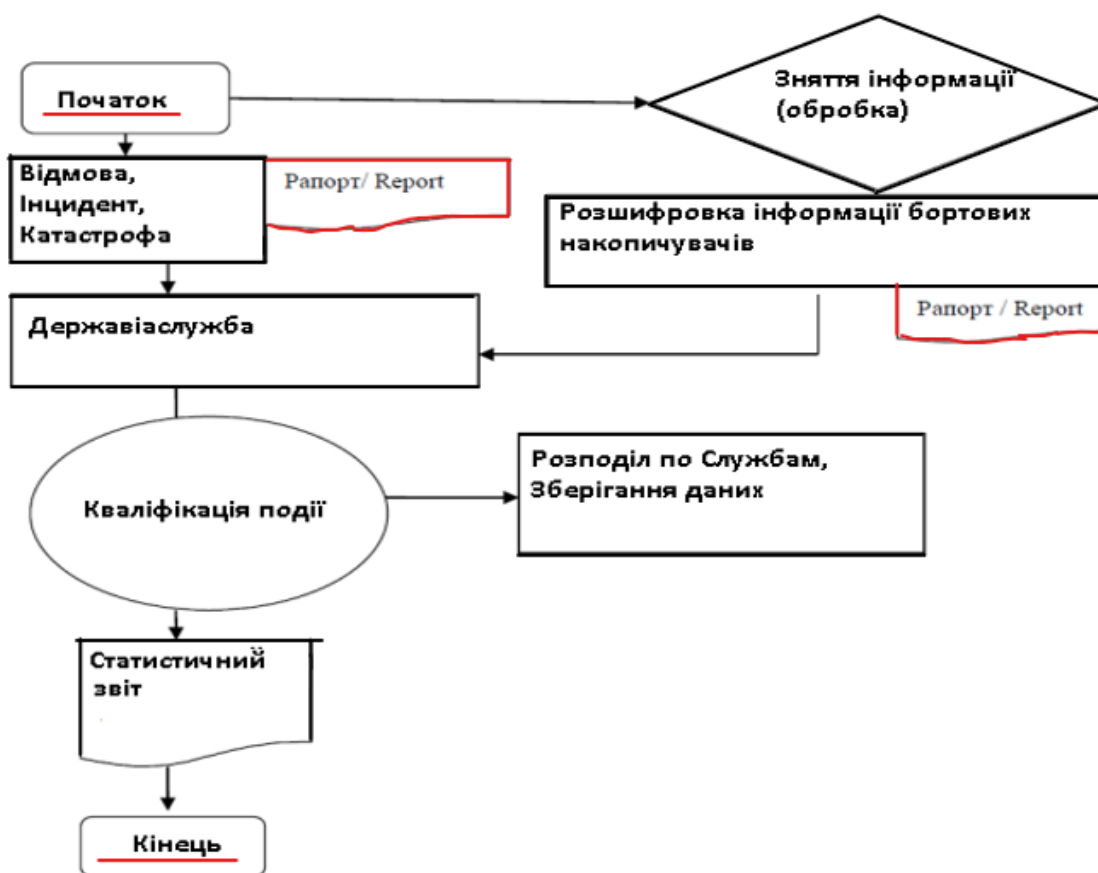 Початок
Зняття інформації
(обробка)
Відмова,
Інцидент,
Катастрофа
Рапорт/ Report
Розшифровка інформації бортових
накопичувачів
Рапорт / Report
Державіаслужба
Кваліфікація події
Розподіл по Службам,
Зберігання даних
Статистичний
звіт
Кінець